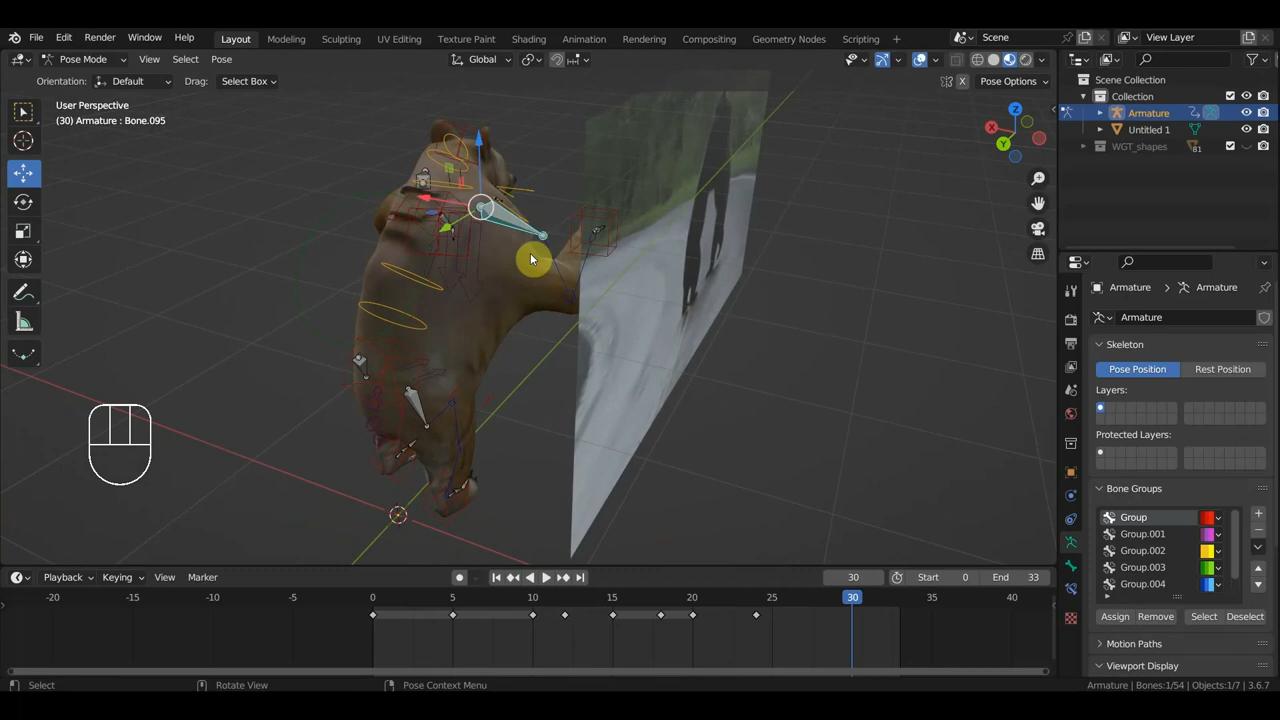 File Edit Render Window Help Layout Modeling Sculpting UV Editing Texture Paint Shading Animation Rendering Compositing Geometry Nodes Scripting + Scene View Layer
Pose Mode View Select Pose Global
Orientation: Default Drag: Select Box X Pose Options
User Perspective
(30) Armature : Bone.095
Z
X
Y
Scene Collection
Collection
Armature
Untitled 1
WGT_shapes 81
Armature > Armature
Armature
Skeleton
Pose Position Rest Position
Layers:
Protected Layers:
Bone Groups
Group
Group.001
Group.002
Group.003
Group.004
Assign Remove Select Deselect
Motion Paths
Viewport Display
Playback Keying View Marker 30 Start 0 End 33
-20 -15 -10 -5 0 5 10 15 20 25 30 35 40
Select Rotate View Pose Context Menu Armature | Bones:1/54 | Objects:1/7 | 3.6.7